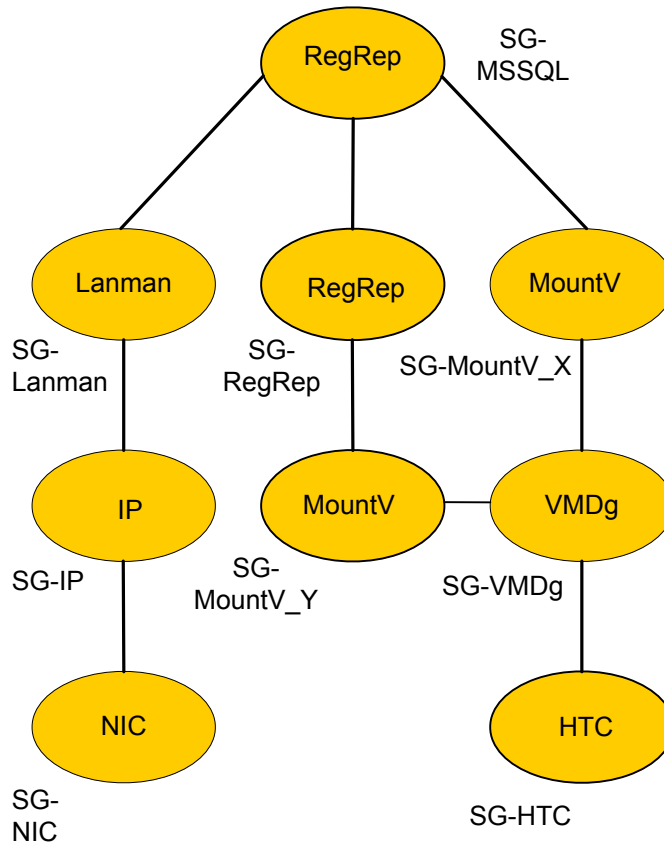 RegRep
SG-
MSSQL
Lanman
RegRep
MountV
SG-
Lanman
SG-
RegRep
SG-MountV_X
IP
MountV
VMDg
SG-IP
SG-
MountV_Y
SG-VMDg
NIC
HTC
SG-
NIC
SG-HTC